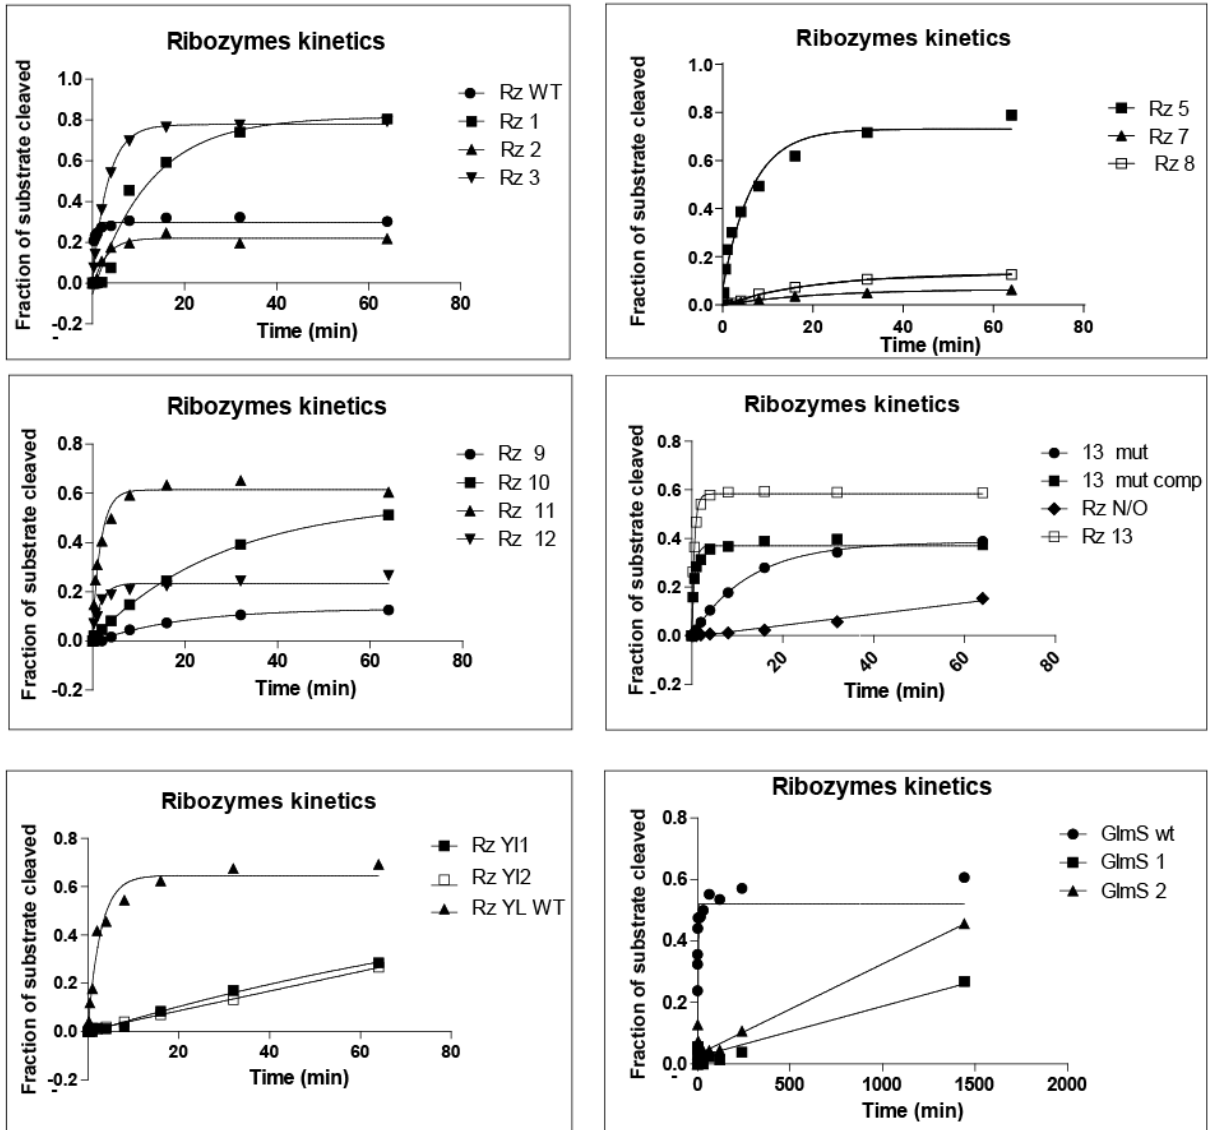 Ribozymes kinetics
Fraction of substrate cleaved
1.0
0.8
0.6
0.4
0.2
0.0
-0.2
20
40
60
80
Time (min)
Rz WT
Rz 1
Rz 2
Rz 3
Ribozymes kinetics
Fraction of substrate cleaved
1.0
0.8
0.6
0.4
0.2
0.0
0
20
40
60
80
Time (min)
Rz 5
Rz 7
Rz 8
Ribozymes kinetics
Fraction of substrate cleaved
0.8
0.6
0.4
0.2
0.0
-0.2
20
40
60
80
Time (min)
Rz 9
Rz 10
Rz 11
Rz 12
Ribozymes kinetics
Fraction of substrate cleaved
0.8
0.6
0.4
0.2
0.0
-0.2
20
40
60
80
Time (min)
13 mut
13 mut comp
Rz N/O
Rz 13
Ribozymes kinetics
Fraction of substrate cleaved
0.8
0.6
0.4
0.2
0.0
-0.2
20
40
60
80
Time (min)
Rz Yl1
Rz Yl2
Rz YL WT
Ribozymes kinetics
Fraction of substrate cleaved
0.8
0.6
0.4
0.2
0.0
0
500
1000
1500
2000
Time (min)
GlmS wt
GlmS 1
GlmS 2